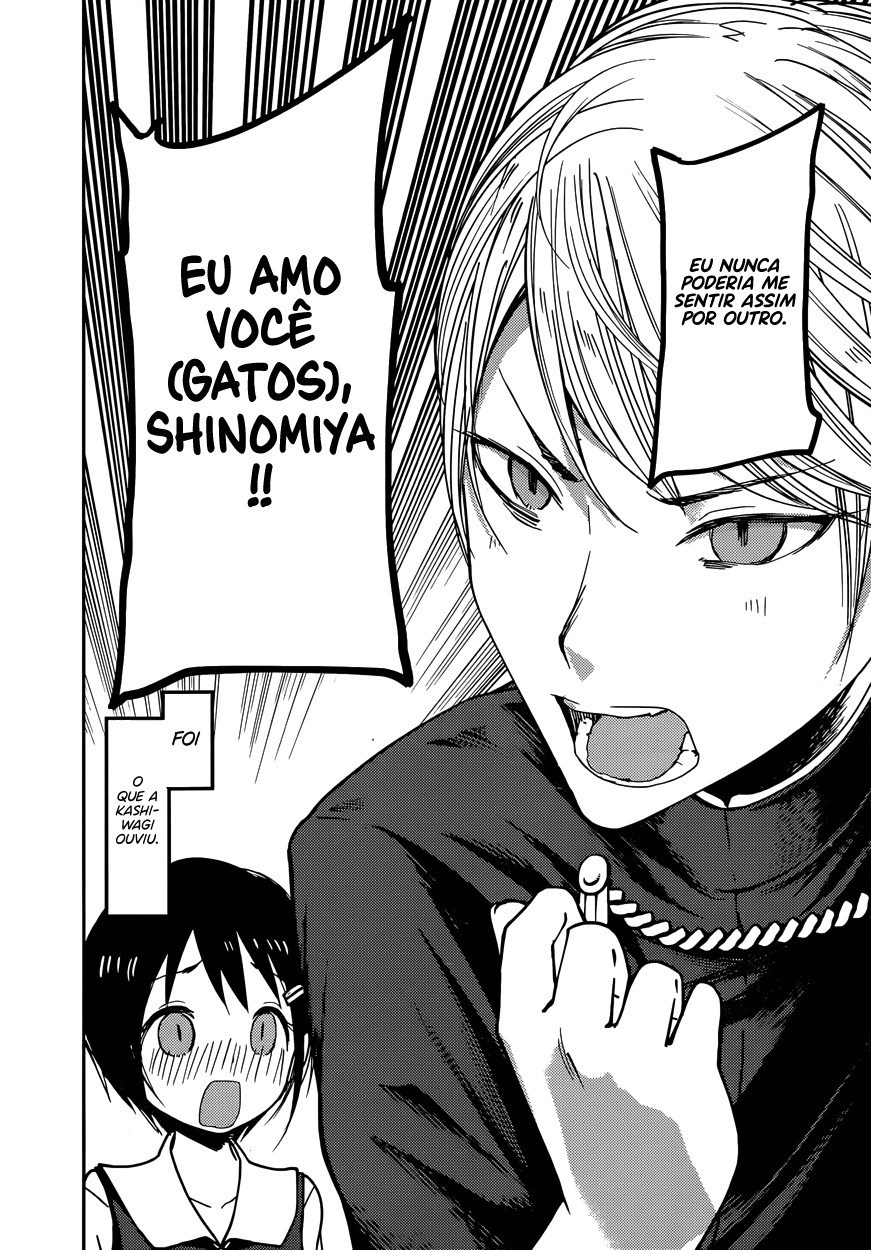 EU NUNCA
PODERIA ME
SENTIR ASSIM
POR OUTRO.
EU AMO
VOCÊ
(GATOS),
SHINOMIYA
!!
FOI
O
QUE A
KASHI-
WAGI
OUVIU.